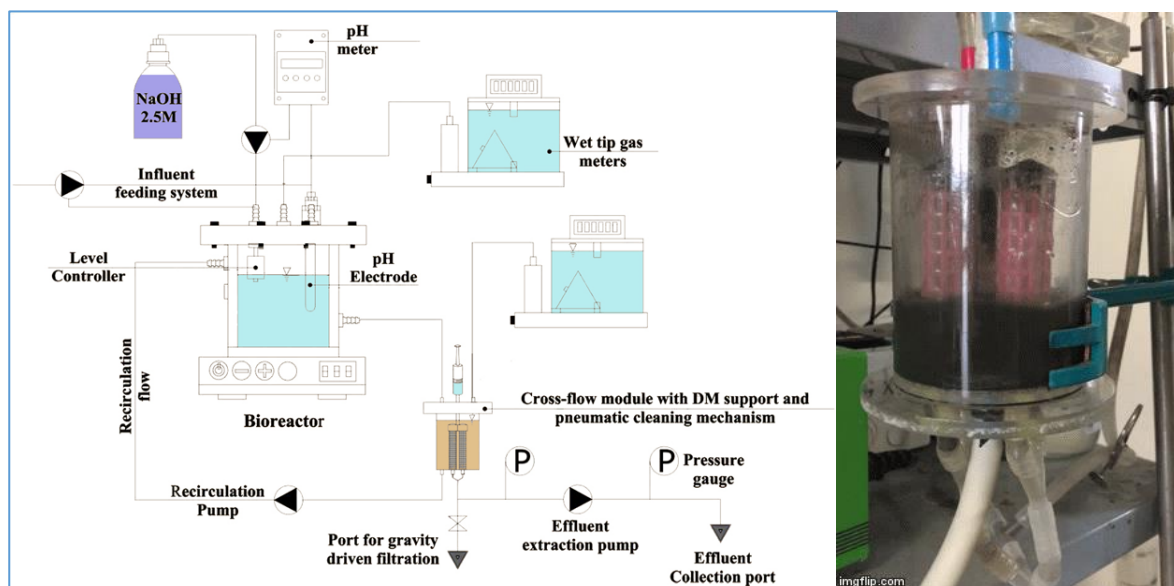 pH
meter
NaOH
2.5M
Wet tip gas
meters
Influent
feeding system
Level
Controller
pH
Electrode
Recirculation
flow
Bioreactor
Cross-flow module with DM support and
pneumatic cleaning mechanism
P
P
Pressure
gauge
Recirculation
Pump
Port for gravity
driven filtration
Effluent
extraction pump
Effluent
Collection port
imgflip.com